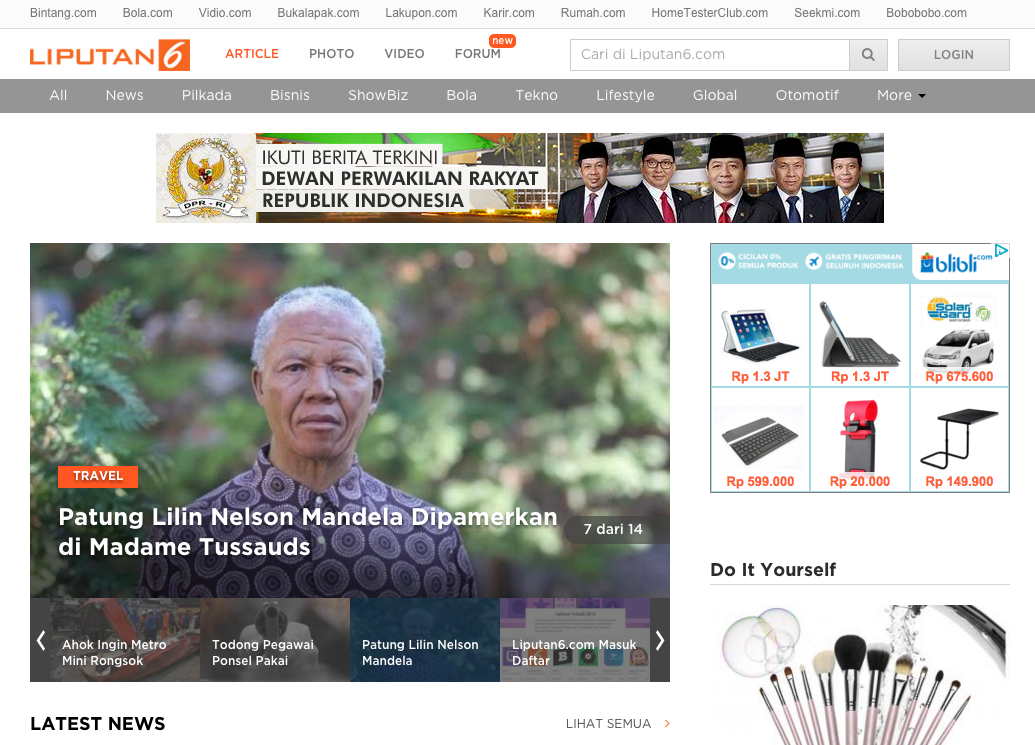 Bintang.com Bola.com Vidio.com Bukalapak.com Lakupon.com Karir.com Rumah.com HomeTesterClub.com Seekmi.com Bobobobo.com
LIPUTAN 6 ARTICLE PHOTO VIDEO FORUM new Cari di Liputan6.com LOGIN
All News Pilkada Bisnis ShowBiz Bola Tekno Lifestyle Global Otomotif More
DPR - RI
IKUTI BERITA TERKINI
DEWAN PERWAKILAN RAKYAT
REPUBLIK INDONESIA
TRAVEL
Patung Lilin Nelson Mandela Dipamerkan
di Madame Tussauds
7 dari 14
Ahok Ingin Metro
Mini Rongsok
Todong Pegawai
Ponsel Pakai
Patung Lilin Nelson
Mandela
Liputan6.com Masuk
Daftar
LATEST NEWS
LIHAT SEMUA
0% CICILAN 0%
SEMUA PRODUK
GRATIS PENGIRIMAN
SELURUH INDONESIA
blibli.com
Solar
Gard
Rp 1.3 JT Rp 1.3 JT Rp 675.600
Rp 599.000 Rp 20.000 Rp 149.900
Do It Yourself